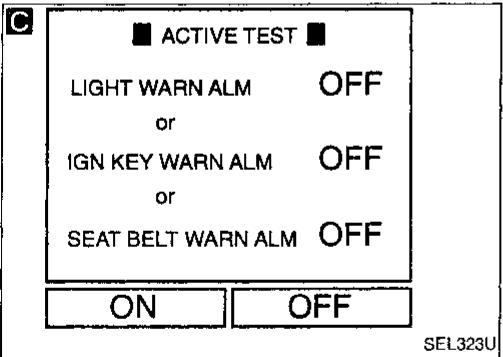 C
ACTIVE TEST
LIGHT WARN ALM OFF
or
IGN KEY WARN ALM OFF
or
SEAT BELT WARN ALM OFF
ON OFF
SEL323U